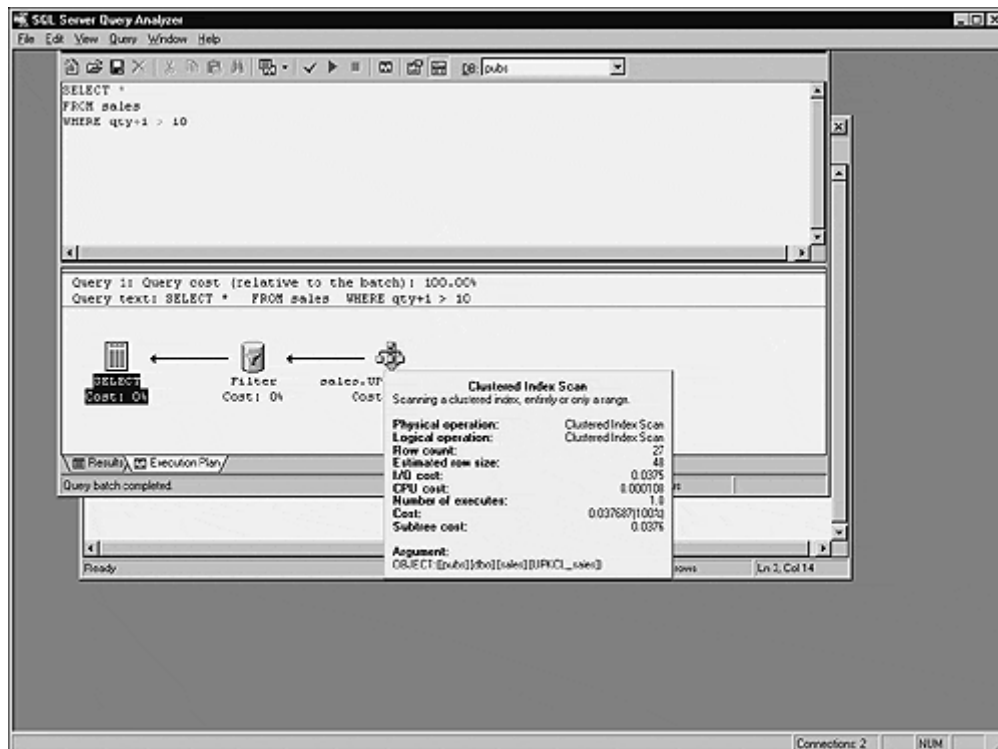 SQL Server Query Analyzer
File Edit View Query Window Help
DB: pubs
SELECT *
FROM sales
WHERE qty+1 > 10
Query 1: Query cost (relative to the batch): 100.00%
Query text: SELECT * FROM sales WHERE qty+1 > 10
SELECT
Cost: 0%
Filter
Cost: 0%
sales.UP
Cost
Clustered Index Scan
Scanning a clustered index, entirely or only a range.
Physical operation: Clustered Index Scan
Logical operation: Clustered Index Scan
Row count: 27
Estimated row size: 48
I/O cost: 0.0375
CPU cost: 0.000108
Number of executes: 1.0
Cost: 0.037687(100%)
Subtree cost: 0.0376
Argument:
OBJECT:([pubs].[dbo].[sales].[UPKCL_sales])
Results Execution Plan
Query batch completed.
Ready
rows
Ln 3, Col 14
Connections: 2
NUM